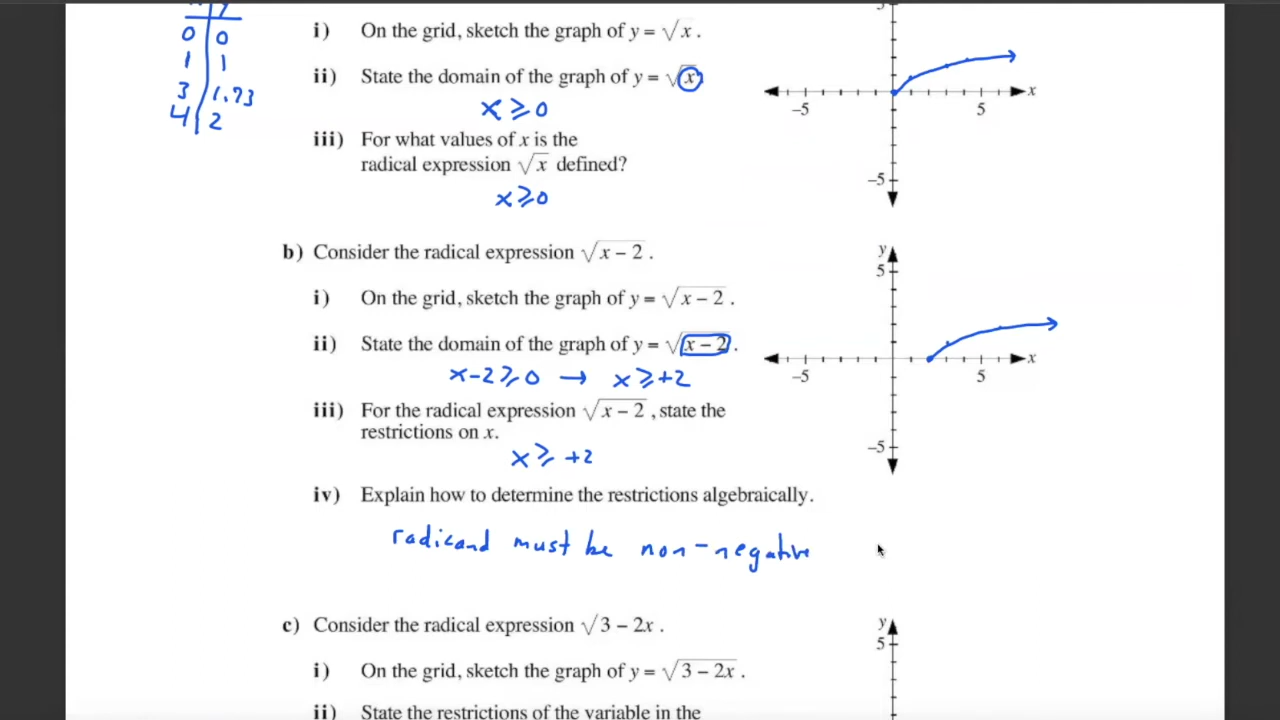 y
0 0
1 1
3 1.73
4 2
i) On the grid, sketch the graph of y = √x .
ii) State the domain of the graph of y = √x
x ≥ 0
iii) For what values of x is the
radical expression √x defined?
x ≥ 0
5
-5 5 x
-5
b) Consider the radical expression √x – 2 .
i) On the grid, sketch the graph of y = √x – 2 .
ii) State the domain of the graph of y = √x – 2 .
x-2 ≥ 0 → x ≥ +2
iii) For the radical expression √x – 2 , state the
restrictions on x.
x ≥ +2
iv) Explain how to determine the restrictions algebraically.
radicand must be non-negative
y
5
-5 5 x
-5
c) Consider the radical expression √3 – 2x .
i) On the grid, sketch the graph of y = √3 – 2x .
ii) State the restrictions of the variable in the
y
5